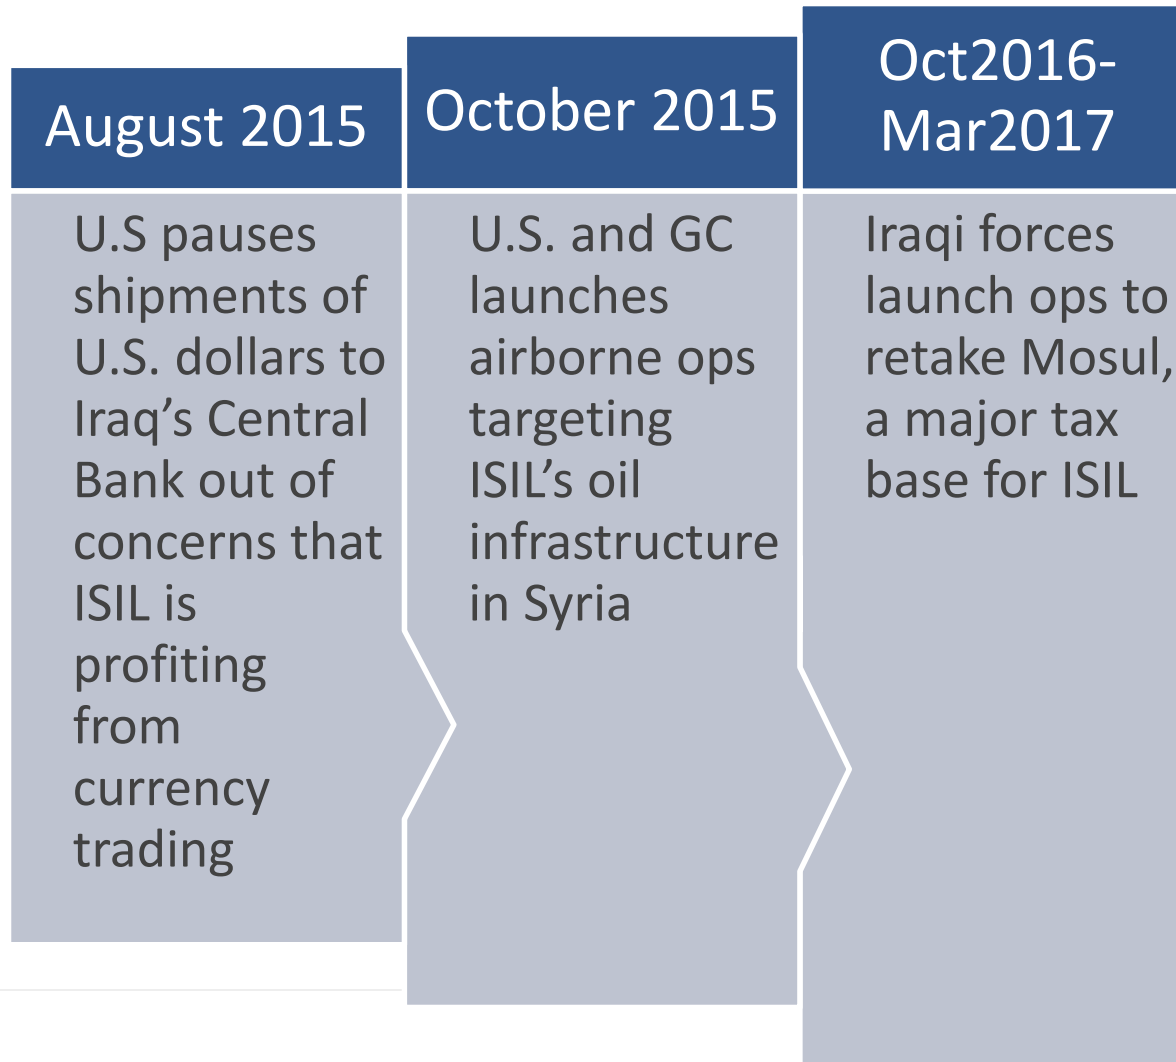 August 2015
U.S pauses
shipments of
U.S. dollars to
Iraq’s Central
Bank out of
concerns that
ISIL is
profiting
from
currency
trading
October 2015
U.S. and GC
launches
airborne ops
targeting
ISIL’s oil
infrastructure
in Syria
Oct2016-
Mar2017
Iraqi forces
launch ops to
retake Mosul,
a major tax
base for ISIL